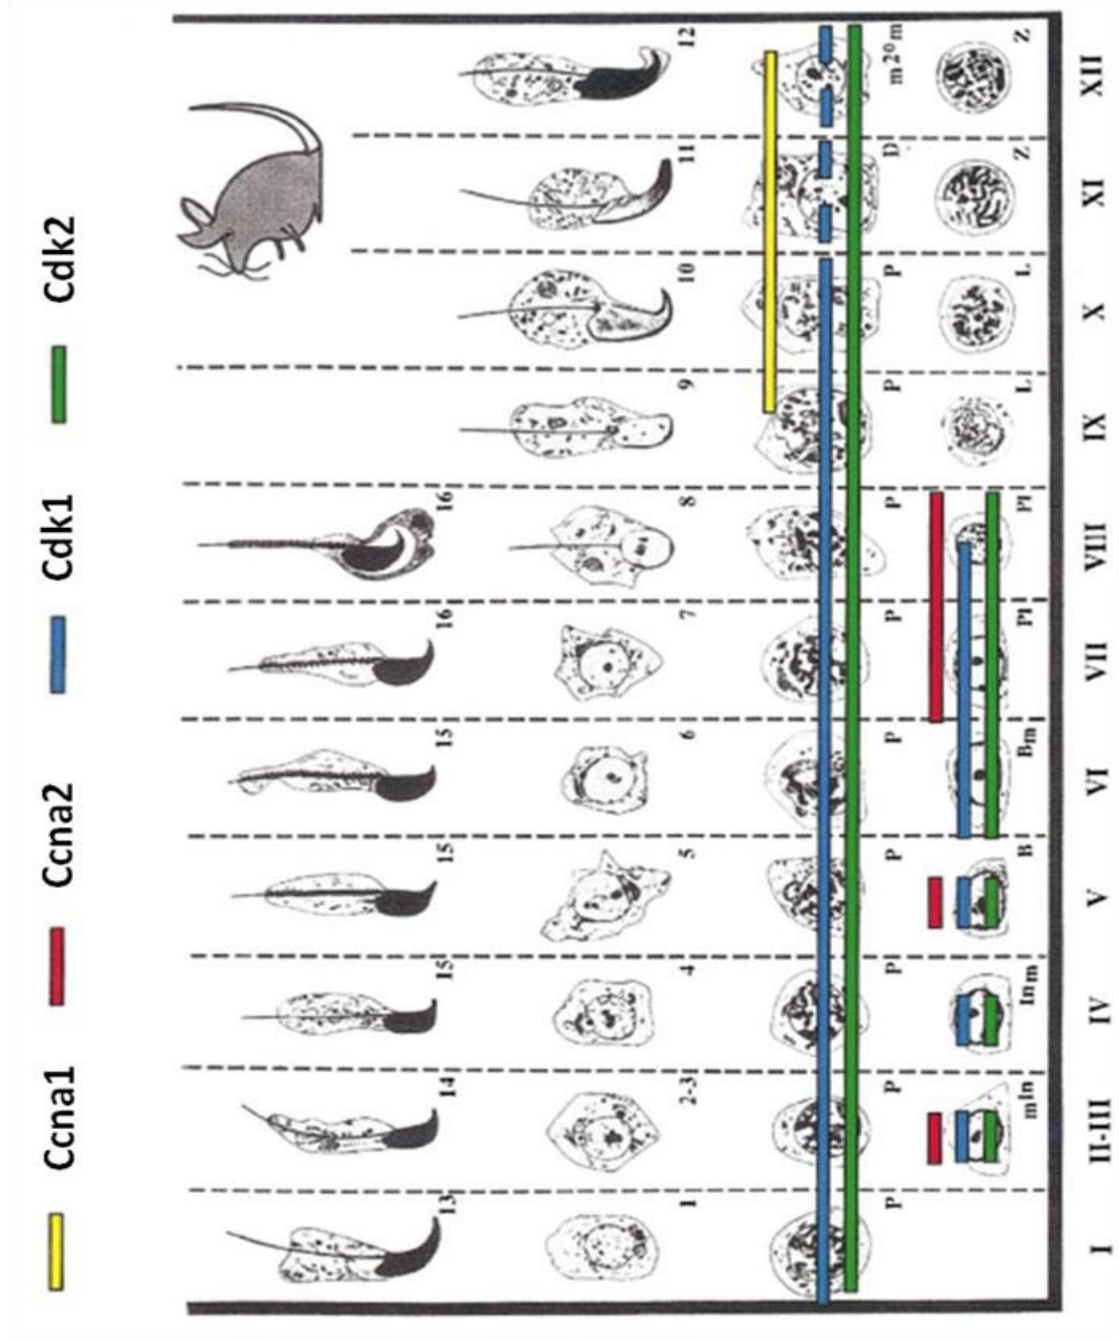 Ccna1 Ccna2 Cdk1 Cdk2
13 14 15 15 15 16 16
1 2-3 4 5 6 7 8 9 10 11 12
P P P P P P P P P D m2°m
mIn Inm B Bm Pl Pl L L Z Z
I II-III IV V VI VII VIII IX X XI XII